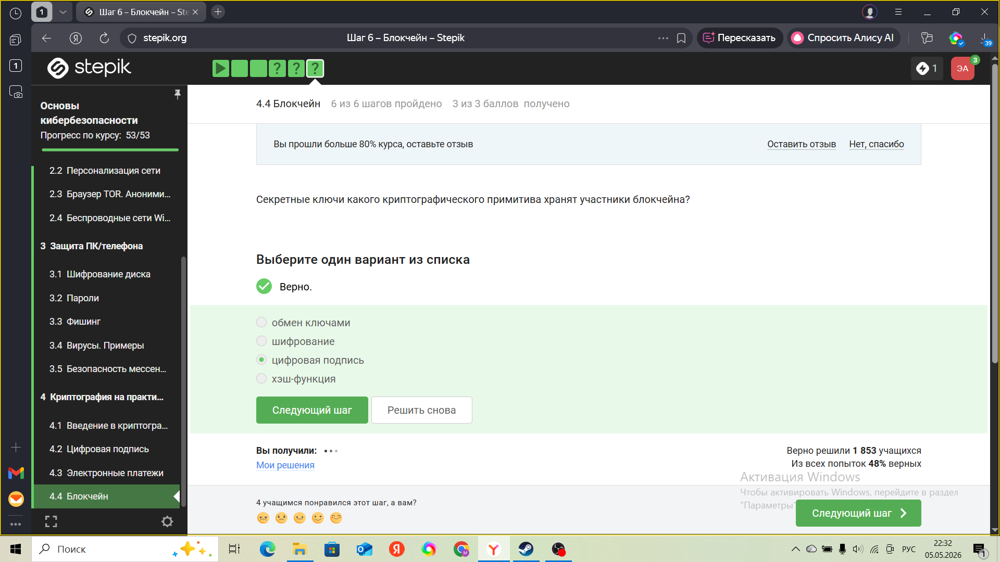 1
Шаг 6 – Блокчейн – Ste
stepik.org
Шаг 6 – Блокчейн – Stepik
Пересказать
Спросить Алису AI
39
1
stepik
? ? ?
1
ЭА
3
Основы
кибербезопасности
Прогресс по курсу: 53/53
2.2 Персонализация сети
2.3 Браузер TOR. Аноними...
2.4 Беспроводные сети Wi...
3 Защита ПК/телефона
3.1 Шифрование диска
3.2 Пароли
3.3 Фишинг
3.4 Вирусы. Примеры
3.5 Безопасность мессен...
4 Криптография на практи...
4.1 Введение в криптогра...
4.2 Цифровая подпись
4.3 Электронные платежи
4.4 Блокчейн
4.4 Блокчейн 6 из 6 шагов пройдено 3 из 3 баллов получено
Вы прошли больше 80% курса, оставьте отзыв
Оставить отзыв Нет, спасибо
Секретные ключи какого криптографического примитива хранят участники блокчейна?
Выберите один вариант из списка
Верно.
обмен ключами
шифрование
цифровая подпись
хэш-функция
Следующий шаг Решить снова
Вы получили:
Мои решения
Верно решили 1 853 учащихся
Из всех попыток 48% верных
Активация Windows
Чтобы активировать Windows, перейдите в раздел
"Параметры"
4 учащимся понравился этот шаг, а вам?
Следующий шаг
Поиск
РУС
22:32
05.05.2026
1